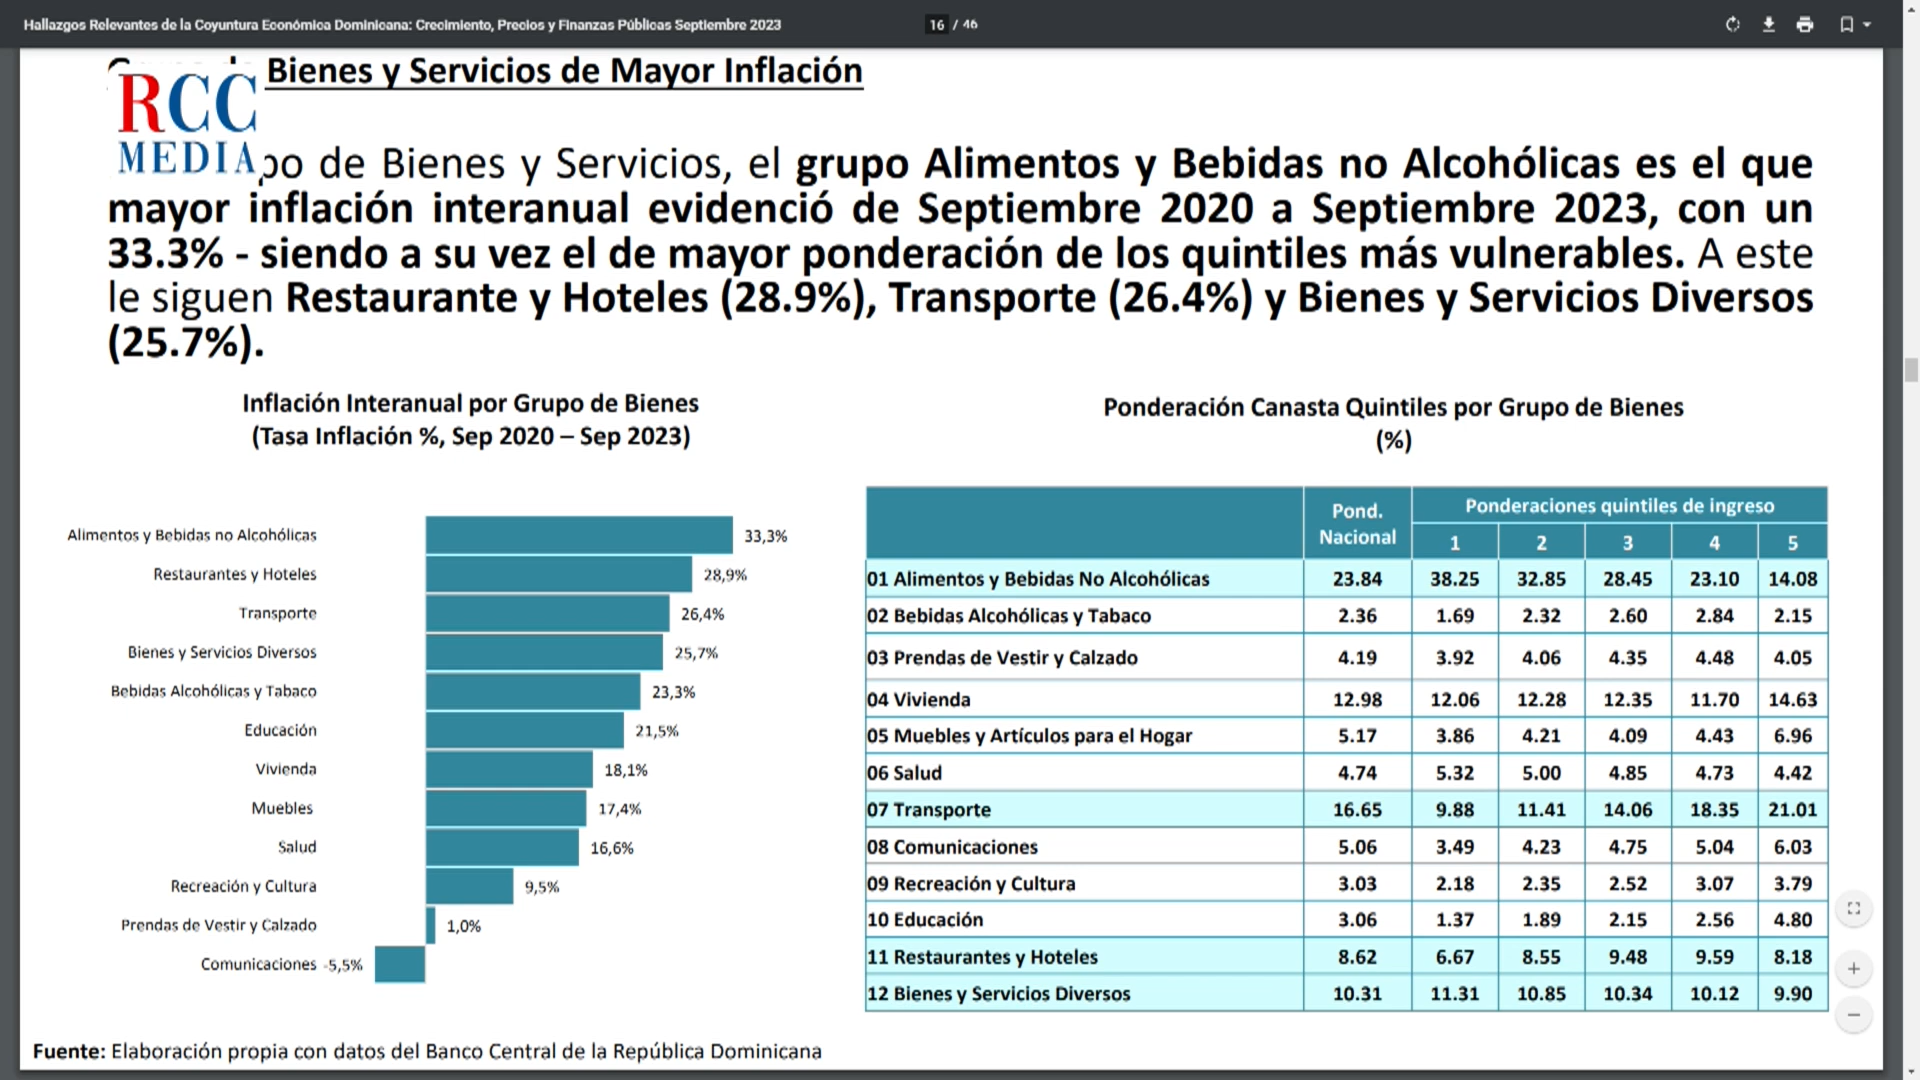 Hallazgos Relevantes de la Coyuntura Económica Dominicana: Crecimiento, Precios y Finanzas Públicas Septiembre 2023
16 / 46
Bienes y Servicios de Mayor Inflación
RCC
MEDIA
po de Bienes y Servicios, el grupo Alimentos y Bebidas no Alcohólicas es el que
mayor inflación interanual evidenció de Septiembre 2020 a Septiembre 2023, con un
33.3% - siendo a su vez el de mayor ponderación de los quintiles más vulnerables. A este
le siguen Restaurante y Hoteles (28.9%), Transporte (26.4%) y Bienes y Servicios Diversos
(25.7%).
Inflación Interanual por Grupo de Bienes
(Tasa Inflación %, Sep 2020 – Sep 2023)
Alimentos y Bebidas no Alcohólicas 33,3%
Restaurantes y Hoteles 28,9%
Transporte 26,4%
Bienes y Servicios Diversos 25,7%
Bebidas Alcohólicas y Tabaco 23,3%
Educación 21,5%
Vivienda 18,1%
Muebles 17,4%
Salud 16,6%
Recreación y Cultura 9,5%
Prendas de Vestir y Calzado 1,0%
Comunicaciones -5,5%
Ponderación Canasta Quintiles por Grupo de Bienes
(%)
Pond. Nacional
Ponderaciones quintiles de ingreso
1 2 3 4 5
01 Alimentos y Bebidas No Alcohólicas 23.84 38.25 32.85 28.45 23.10 14.08
02 Bebidas Alcohólicas y Tabaco 2.36 1.69 2.32 2.60 2.84 2.15
03 Prendas de Vestir y Calzado 4.19 3.92 4.06 4.35 4.48 4.05
04 Vivienda 12.98 12.06 12.28 12.35 11.70 14.63
05 Muebles y Artículos para el Hogar 5.17 3.86 4.21 4.09 4.43 6.96
06 Salud 4.74 5.32 5.00 4.85 4.73 4.42
07 Transporte 16.65 9.88 11.41 14.06 18.35 21.01
08 Comunicaciones 5.06 3.49 4.23 4.75 5.04 6.03
09 Recreación y Cultura 3.03 2.18 2.35 2.52 3.07 3.79
10 Educación 3.06 1.37 1.89 2.15 2.56 4.80
11 Restaurantes y Hoteles 8.62 6.67 8.55 9.48 9.59 8.18
12 Bienes y Servicios Diversos 10.31 11.31 10.85 10.34 10.12 9.90
Fuente: Elaboración propia con datos del Banco Central de la República Dominicana